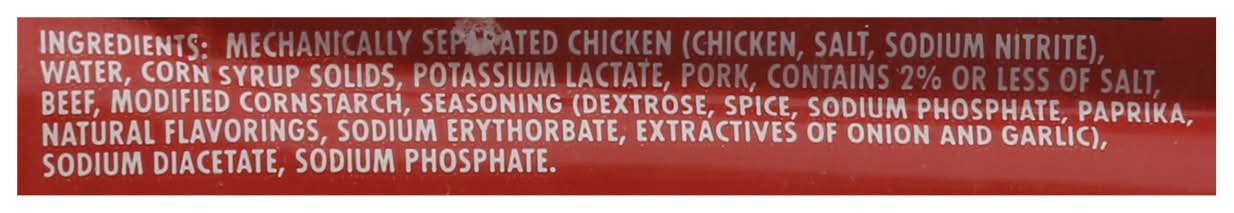 INGREDIENTS: MECHANICALLY SEPARATED CHICKEN (CHICKEN, SALT, SODIUM NITRITE),
WATER, CORN SYRUP SOLIDS, POTASSIUM LACTATE, PORK, CONTAINS 2% OR LESS OF SALT,
BEEF, MODIFIED CORNSTARCH, SEASONING (DEXTROSE, SPICE, SODIUM PHOSPHATE, PAPRIKA,
NATURAL FLAVORINGS, SODIUM ERYTHORBATE, EXTRACTIVES OF ONION AND GARLIC),
SODIUM DIACETATE, SODIUM PHOSPHATE.